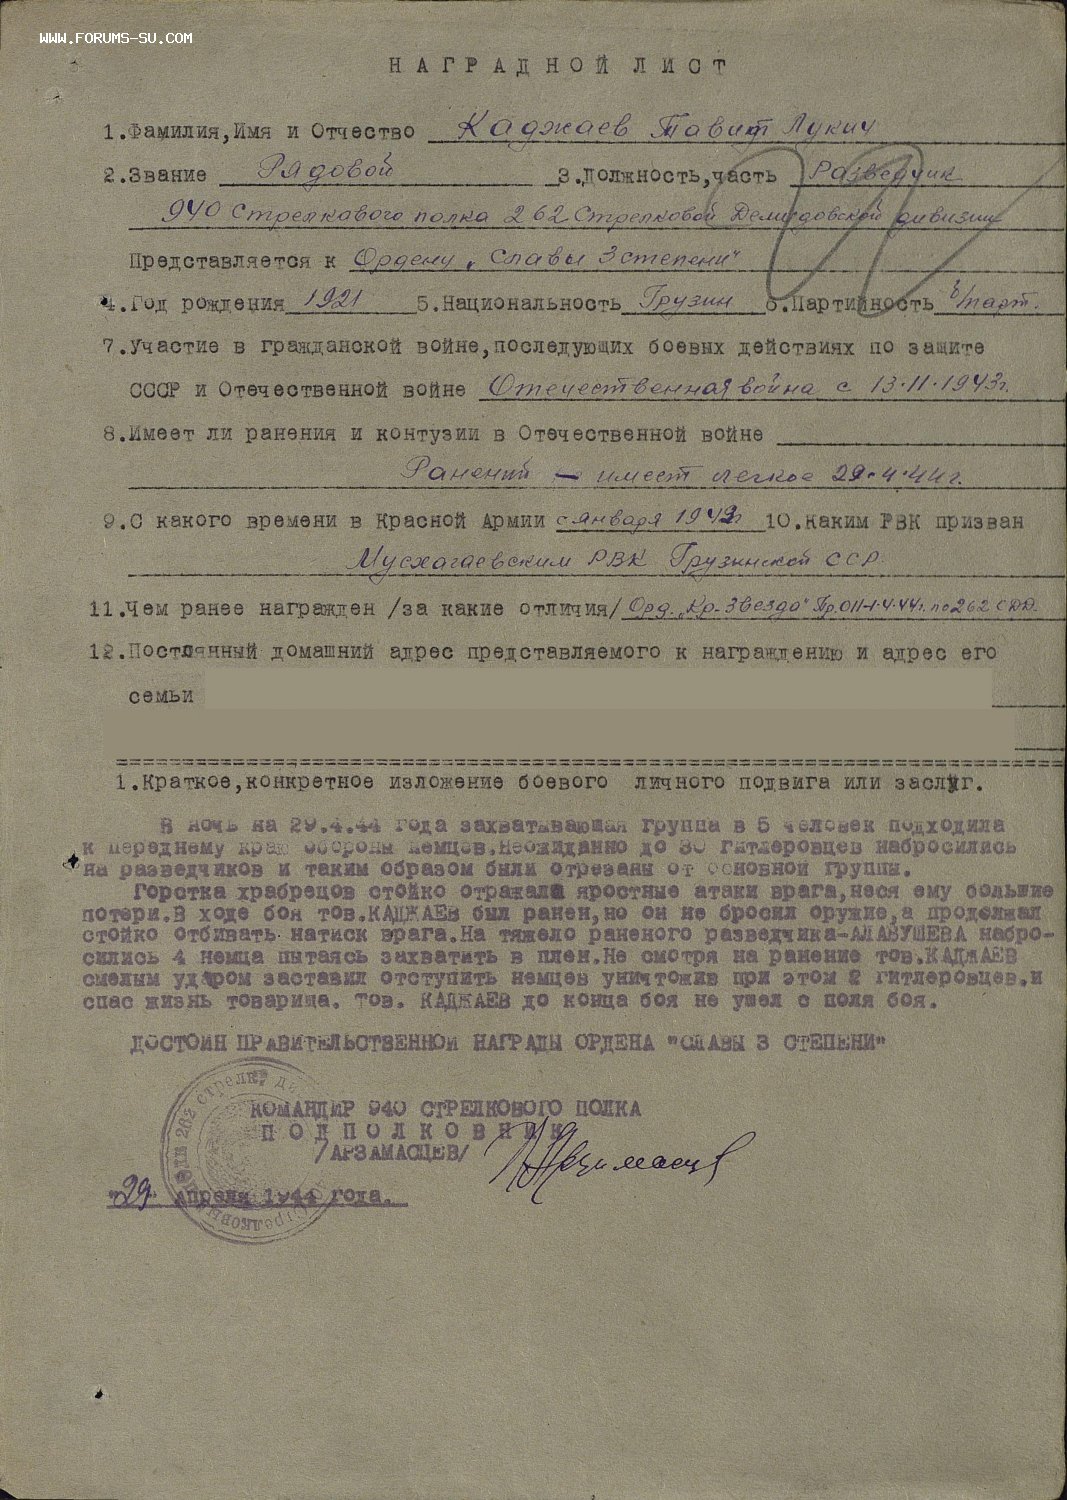 WWW.FORUMS-SU.COM
НАГРАДНОЙ ЛИСТ
1.Фамилия,Имя и Отчество Каджаев Тавит Лукич
2.Звание Рядовой 3.Должность,часть Разведчик
940 Стрелкового полка 262 Стрелковой Демидовской дивизии
Представляется к Ордену „Славы 3 степени"
4.Год рождения 1921 5.Национальность Грузин 6.Партийность б/парт.
7.Участие в гражданской войне,последующих боевых действиях по защите
СССР и Отечественной войне Отечественная война с 13.11.1943г.
8.Имеет ли ранения и контузии в Отечественной войне
Ранений – имеет легкое 29.4.44г.
9.С какого времени в Красной Армии с января 1942г 10.Каким РВК призван
РВК Грузинской ССР.
11.Чем ранее награжден /за какие отличия/ Орд. „Кр. Звезда" Пр.011-1.4.44г. по 262 СДД.
12.Постоянный домашний адрес представляемого к награждению и адрес его
семьи
1.Краткое,конкретное изложение боевого личного подвига или заслуг.
В ночь на 29.4.44 года захватывающая группа в 5 человек подходила
к переднему краю обороны немцев.Неожиданно до 30 гитлеровцев набросились
на разведчиков и таким образом были отрезаны от основной группы.
Горстка храбрецов стойко отражала яростные атаки врага,неся ему большие
потери.В ходе боя тов.КАДЖАЕВ был ранен,но он не бросил оружие,а продолжал
стойко отбивать натиск врага.На тяжело раненого разведчика-АЛАВУШЕВА набро-
сились 4 немца пытаясь захватить в плен.Не смотря на ранение тов.КАДЖАЕВ
смелым ударом заставил отступить немцев уничтожив при этом 2 гитлеровцев.и
спас жизнь товарища. Тов. КАДЖАЕВ до конца боя не ушел с поля боя.
ДОСТОИН ПРАВИТЕЛЬСТВЕННОЙ НАГРАДЫ ОРДЕНА "СЛАВЫ 3 СТЕПЕНИ"
КОМАНДИР 940 СТРЕЛКОВОГО ПОЛКА
ПОДПОЛКОВНИК
/АРЗАМАСЦЕВ/ Арзамасцев
"29" Апреля 1944 года.